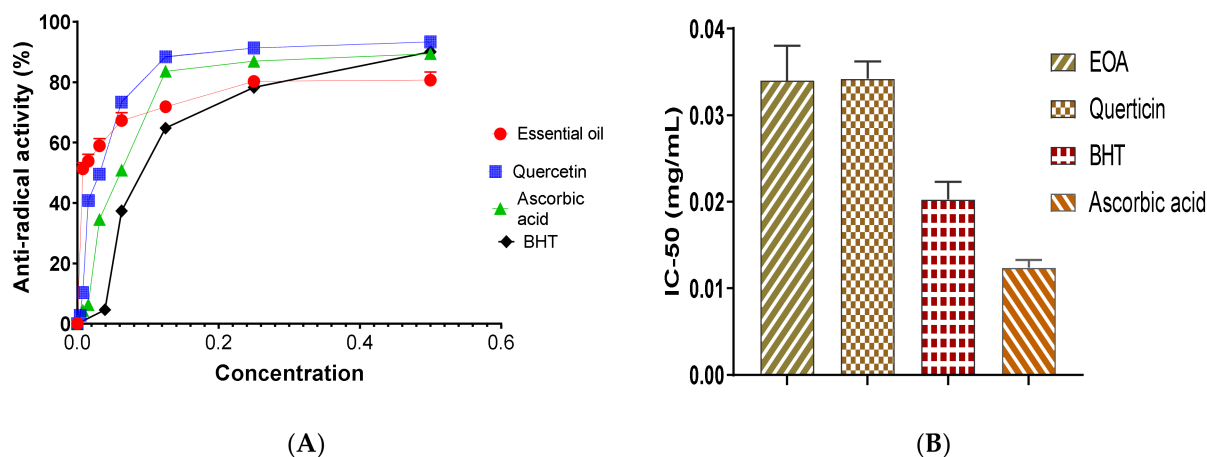 Anti-radical activity (%)
100
80
60
40
20
0
0.0
0.2
0.4
0.6
Concentration
Essential oil
Quercetin
Ascorbic
acid
BHT
(A)
IC-50 (mg/mL)
0.04
0.03
0.02
0.01
0.00
EOA
Querticin
BHT
Ascorbic acid
(B)